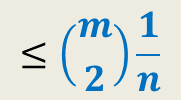 ≤ (m 2) 1/n